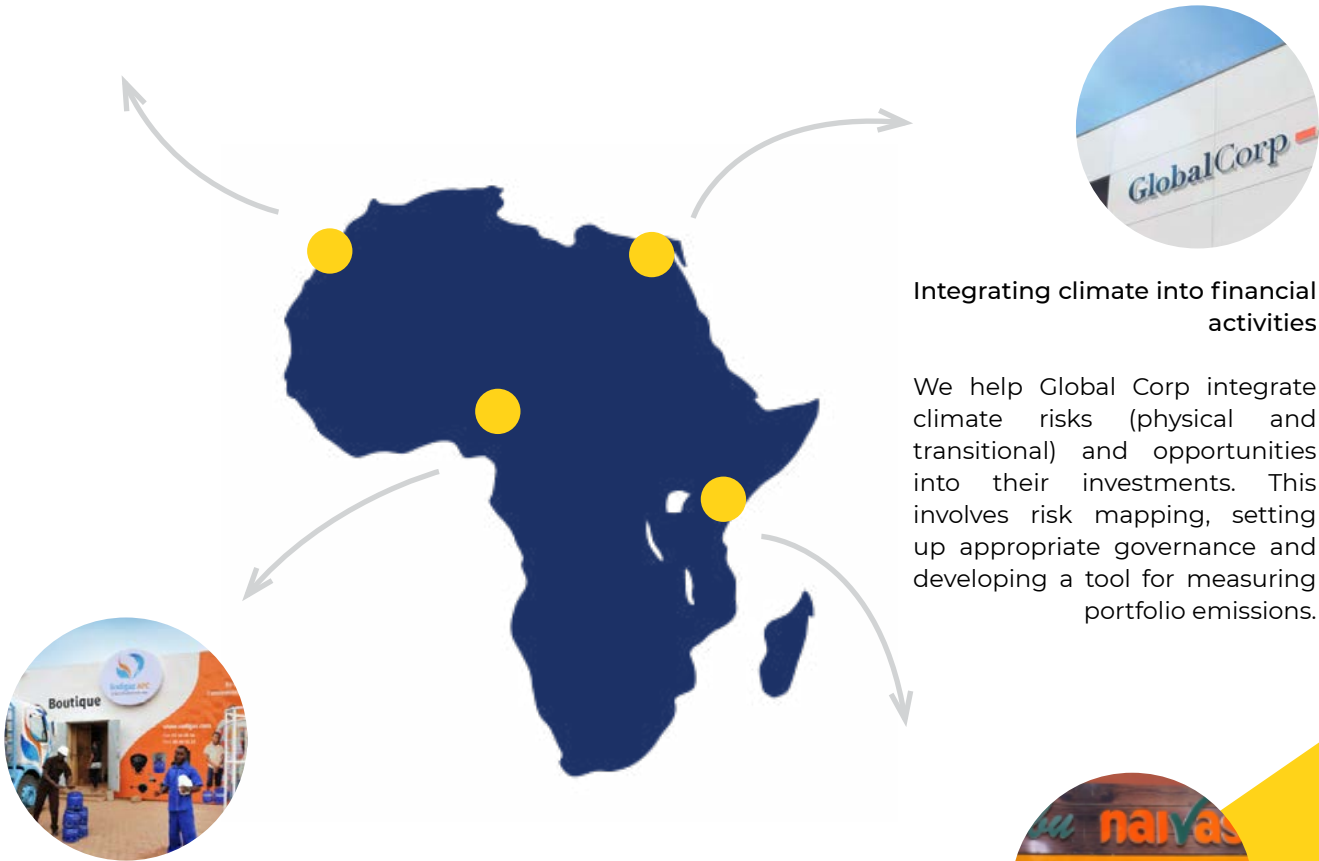 GlobalCorp
Integrating climate into financial
activities
We help Global Corp integrate
climate risks (physical and
transitional) and opportunities
into their investments. This
involves risk mapping, setting
up appropriate governance and
developing a tool for measuring
portfolio emissions.
Boutique
naivas